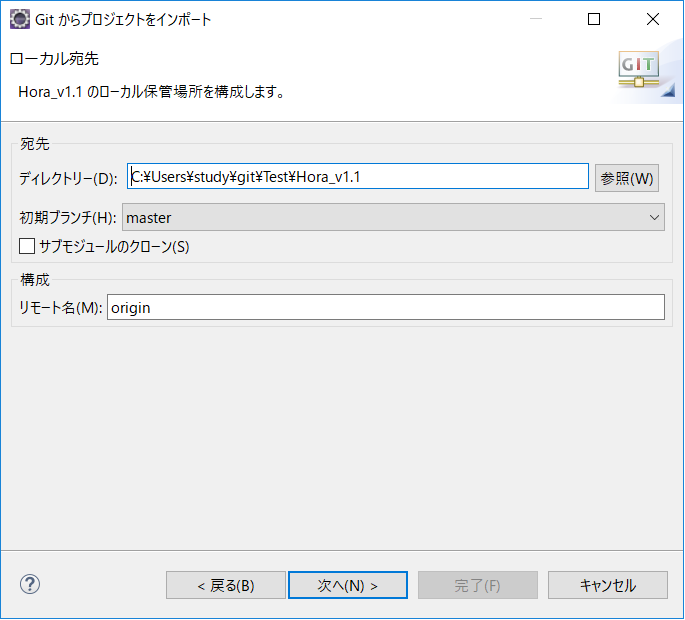 Git からプロジェクトをインポート
ローカル宛先
GIT
Hora_v1.1 のローカル保管場所を構成します。
宛先
ディレクトリー(D): C:¥Users¥study¥git¥Test¥Hora_v1.1 参照(W)
初期ブランチ(H): master
サブモジュールのクローン(S)
構成
リモート名(M): origin
? < 戻る(B) 次へ(N) > 完了(F) キャンセル